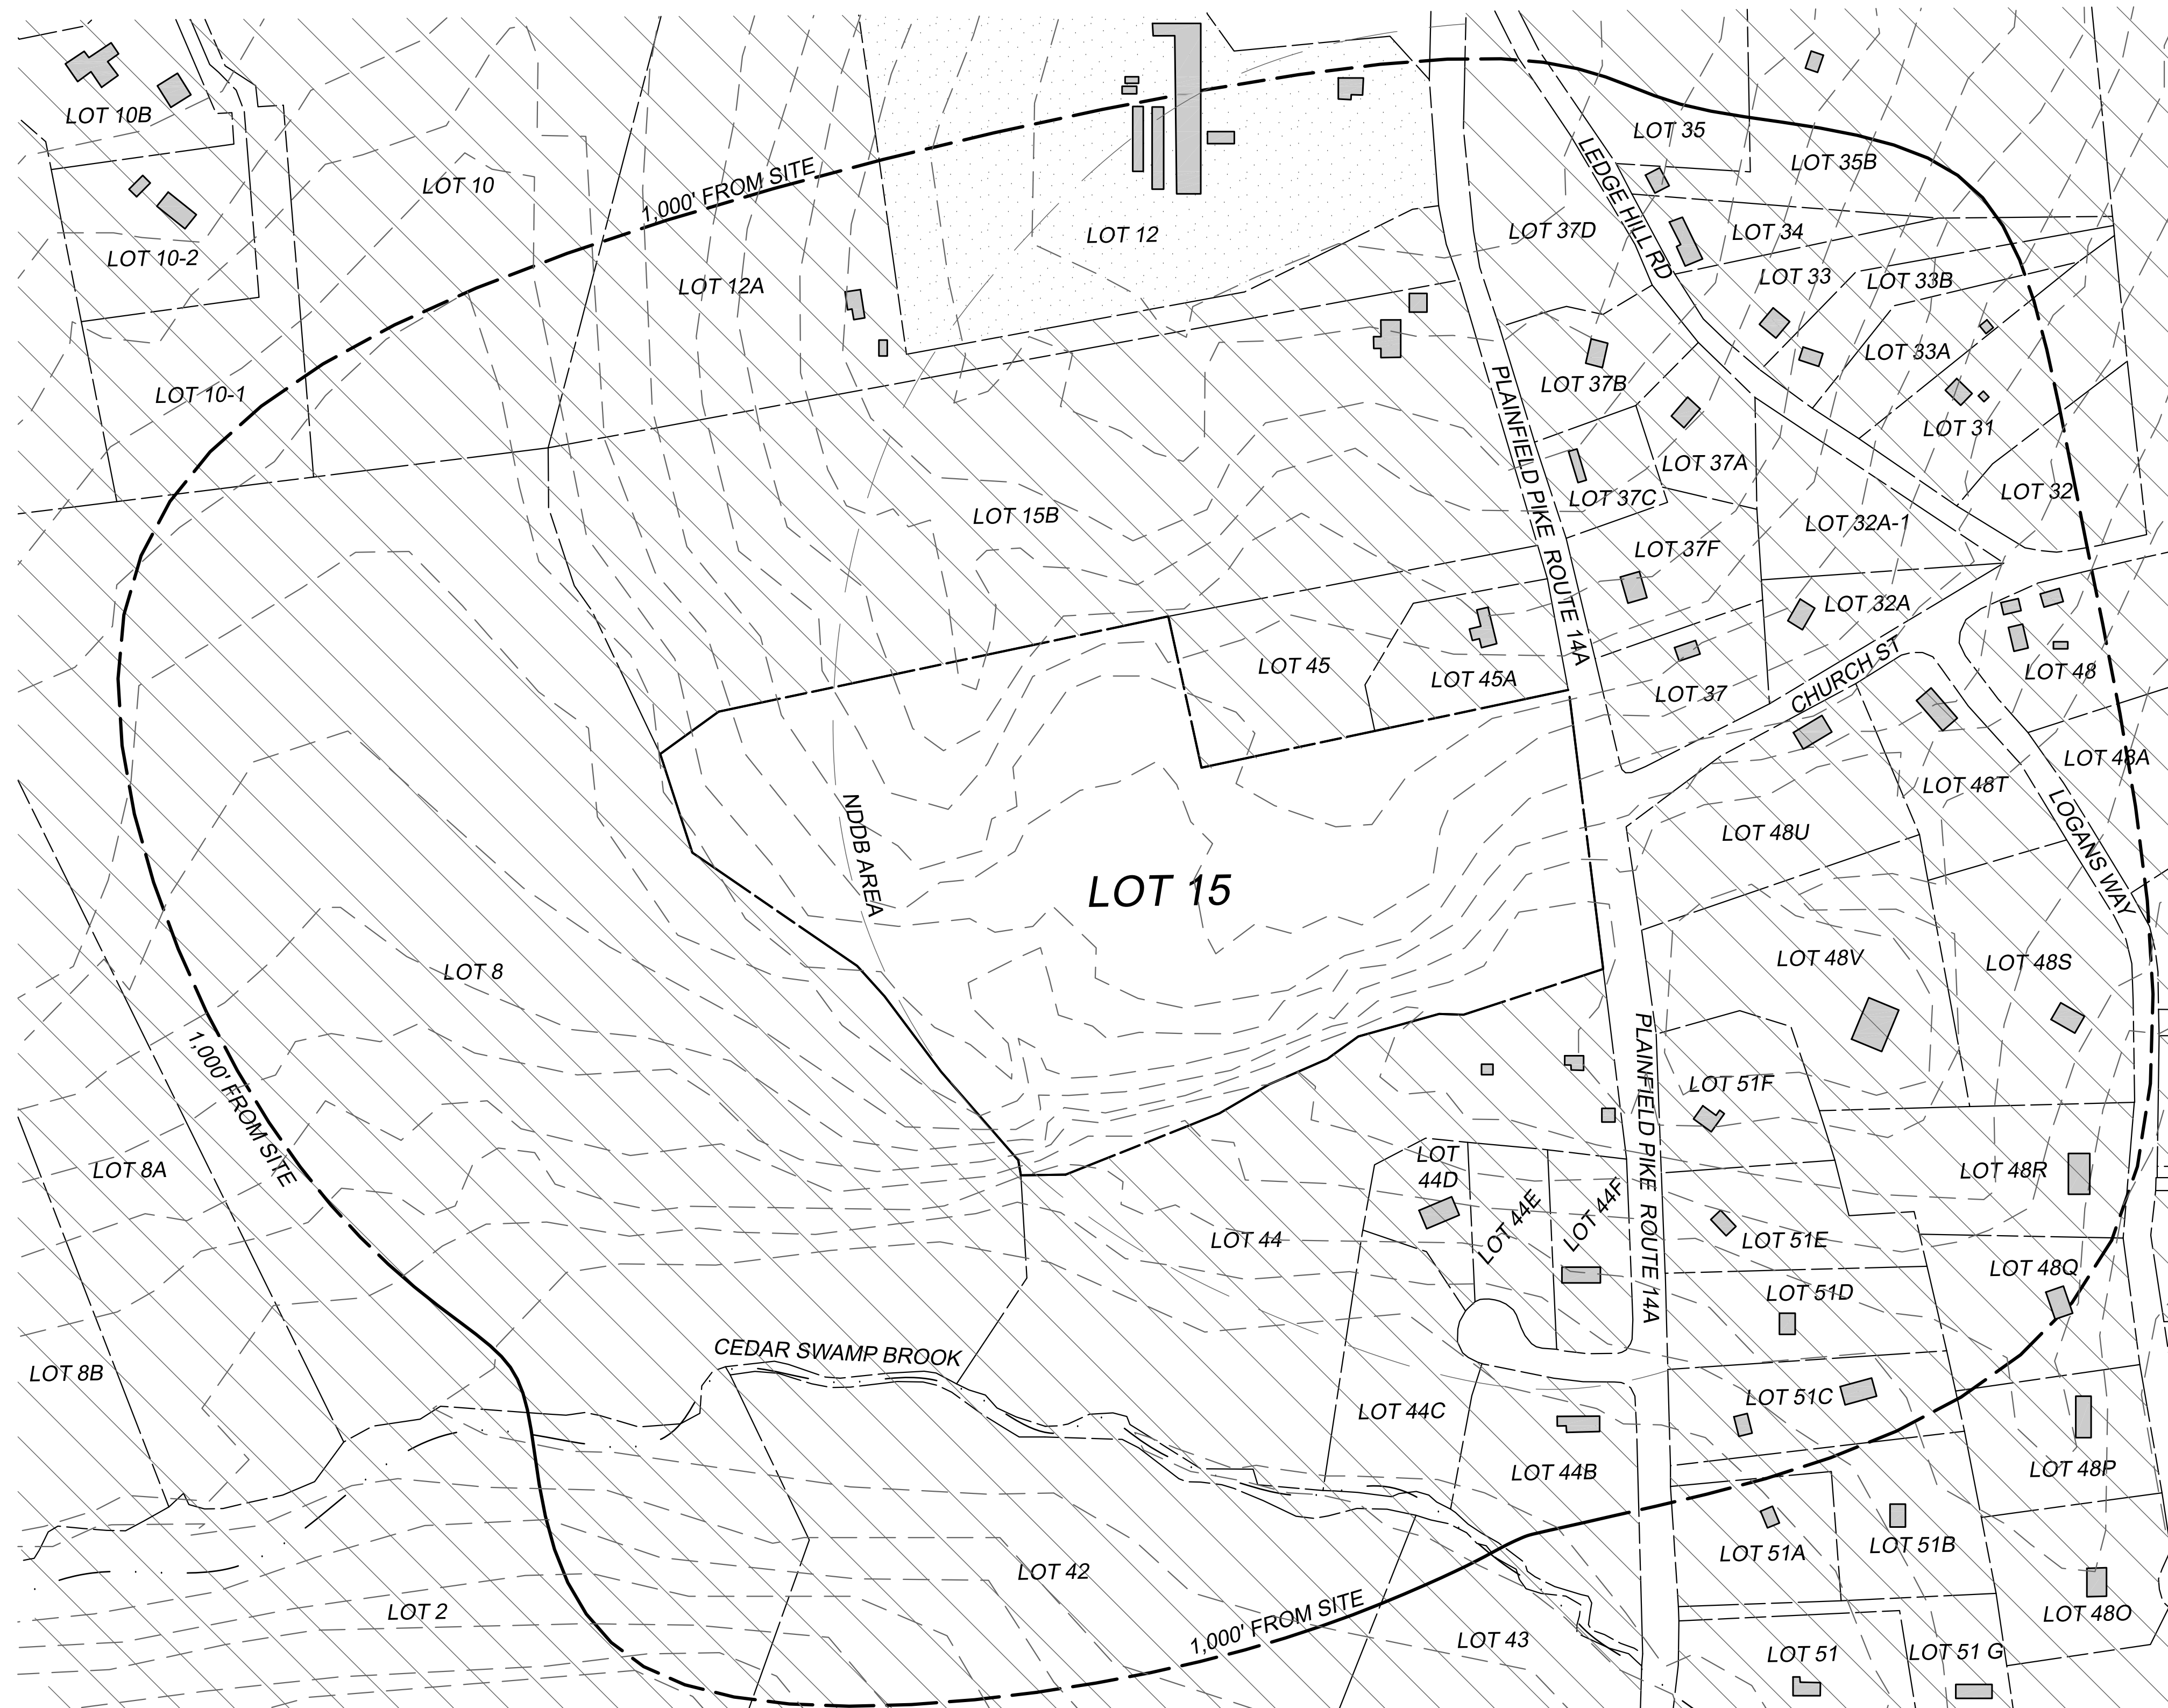 LOT 10B
LOT 35
LOT 35B
LOT 10
1,000' FROM SITE
LEDGE HILL RD
LOT 12
LOT 37D
LOT 34
LOT 10-2
LOT 12A
LOT 33
LOT 33B
LOT 33A
LOT 37B
LOT 10-1
LOT 31
LOT 37A
LOT 32
LOT 37C
LOT 15B
LOT 32A-1
PLAINFIELD PIKE ROUTE 14A
LOT 37F
LOT 32A
LOT 45
LOT 45A
LOT 37
CHURCH ST
LOT 48
LOT 48A
LOT 48T
LOT 48U
LOGANS WAY
NDDB AREA
LOT 15
LOT 8
LOT 48V
LOT 48S
1,000' FROM SITE
LOT 51F
LOT 8A
LOT
44D
LOT 44E
LOT 44F
PLAINFIELD PIKE ROUTE 14A
LOT 48R
LOT 44
LOT 51E
LOT 48Q
LOT 51D
CEDAR SWAMP BROOK
LOT 8B
LOT 51C
LOT 44C
LOT 44B
LOT 48P
LOT 51A
LOT 51B
LOT 42
LOT 2
1,000' FROM SITE
LOT 48O
LOT 43
LOT 51
LOT 51 G